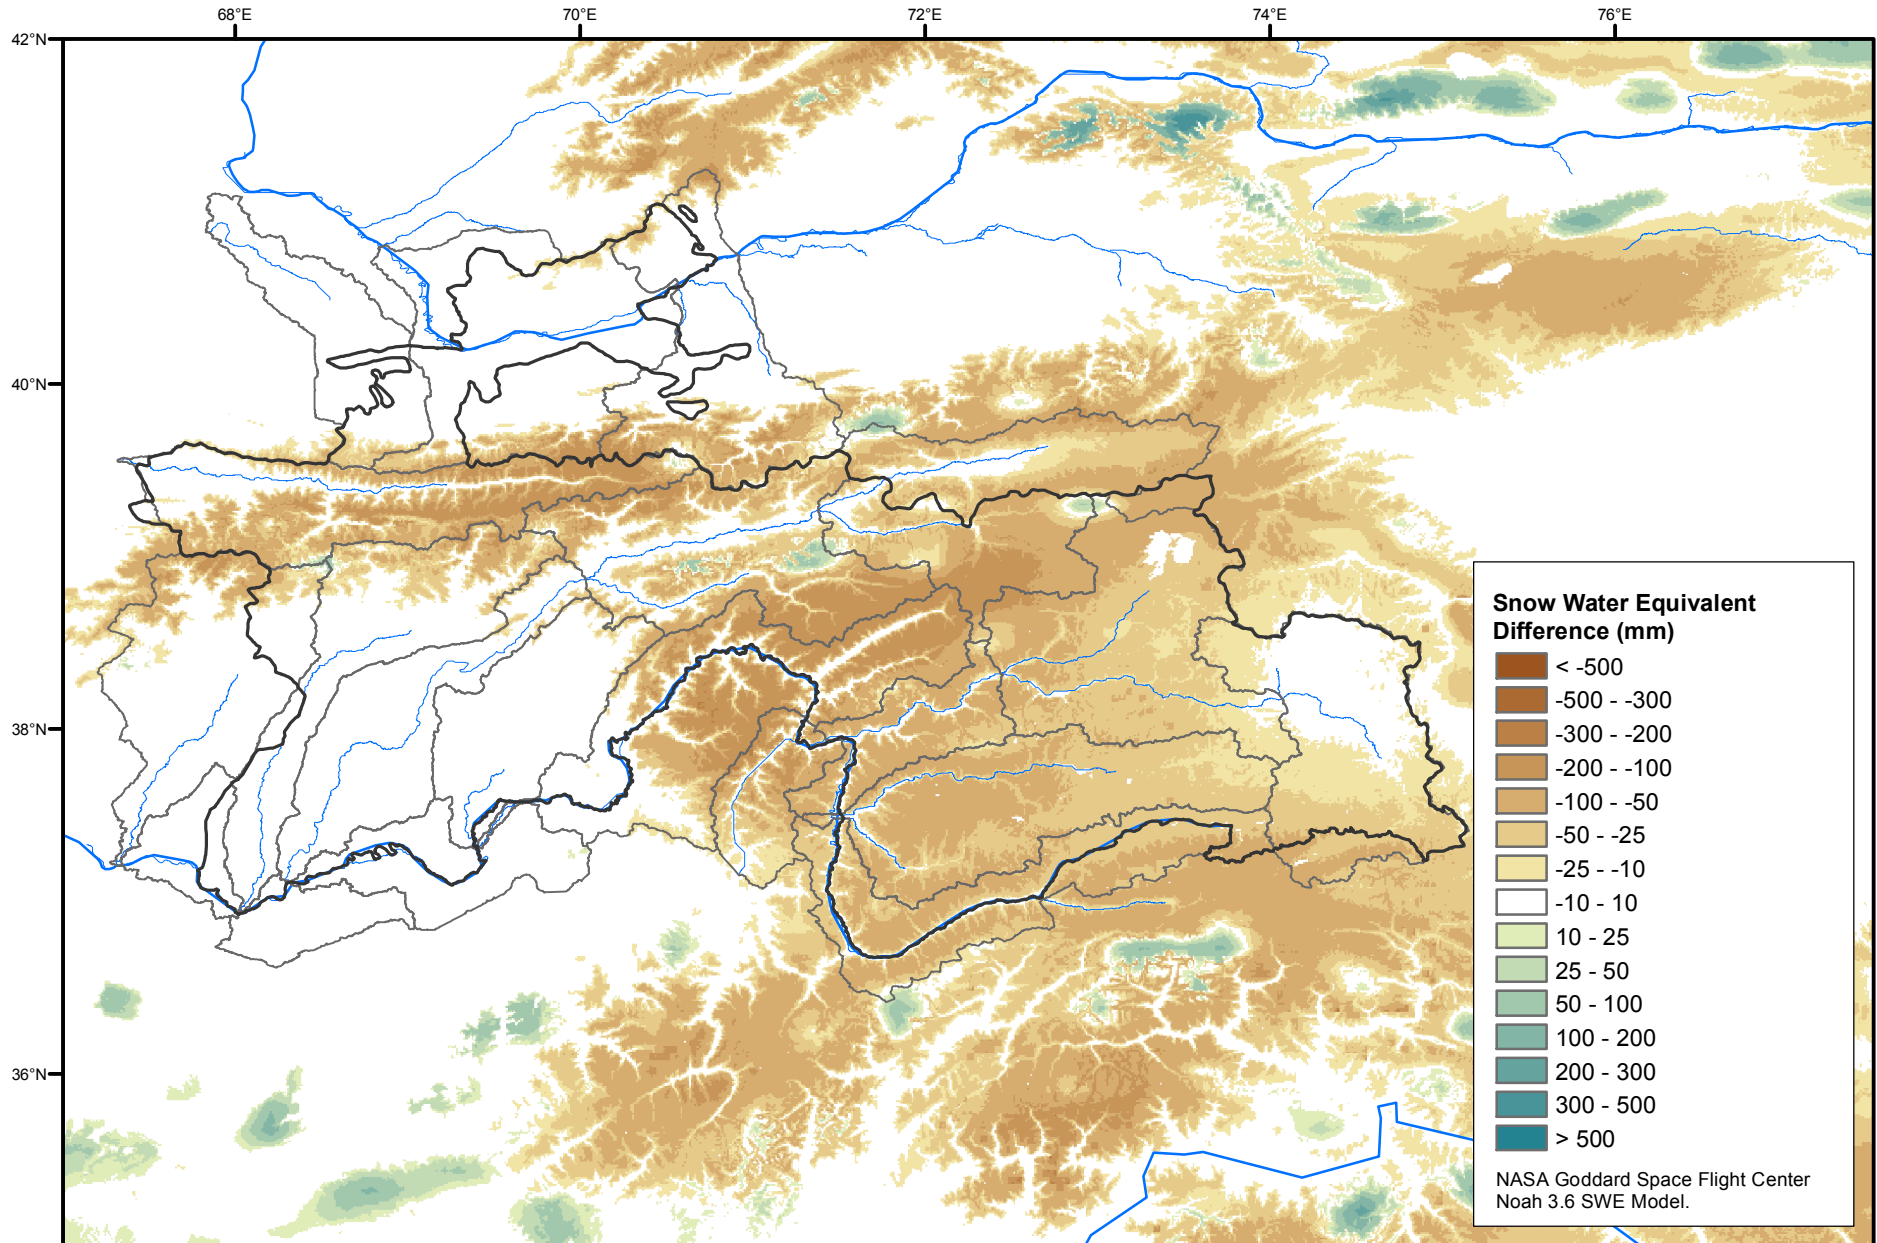 68°E
70°E
72°E
74°E
76°E
42°N
40°N
38°N
36°N
Snow Water Equivalent
Difference (mm)
< -500
-500 - -300
-300 - -200
-200 - -100
-100 - -50
-50 - -25
-25 - -10
-10 - 10
10 - 25
25 - 50
50 - 100
100 - 200
200 - 300
300 - 500
> 500
NASA Goddard Space Flight Center
Noah 3.6 SWE Model.